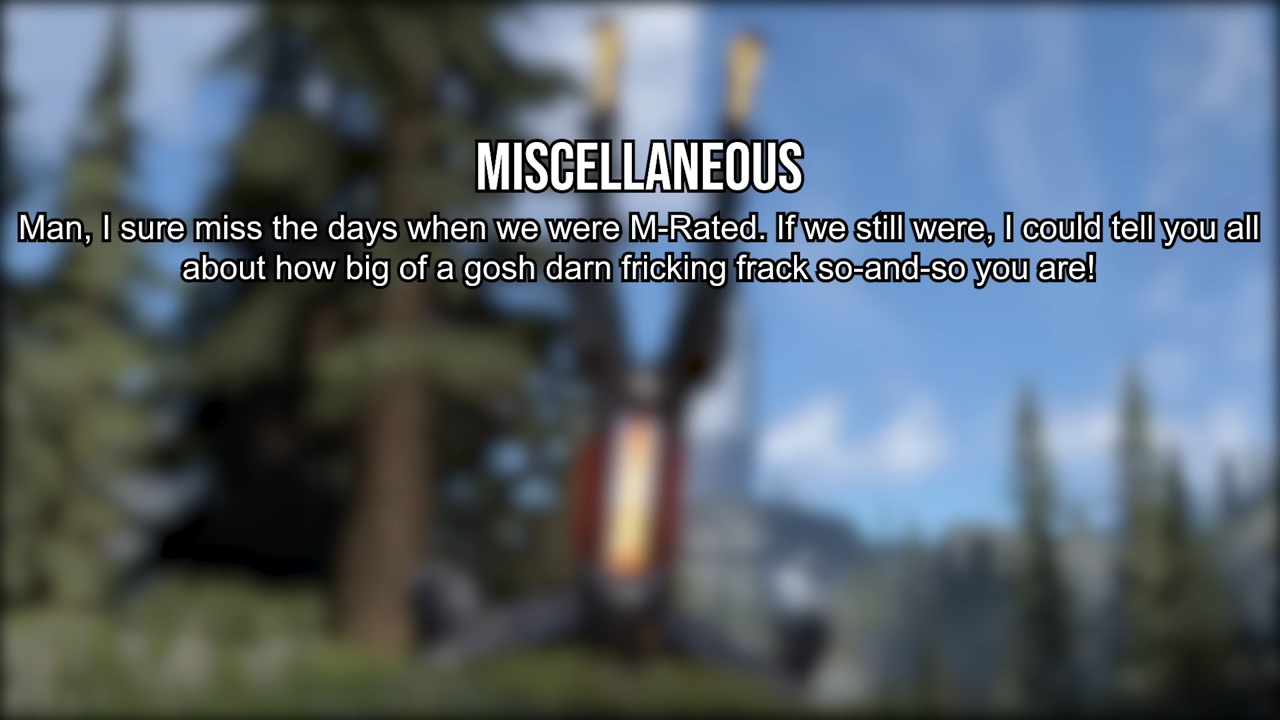 MISCELLANEOUS
Man, I sure miss the days when we were M-Rated. If we still were, I could tell you all
about how big of a gosh darn fricking frack so-and-so you are!